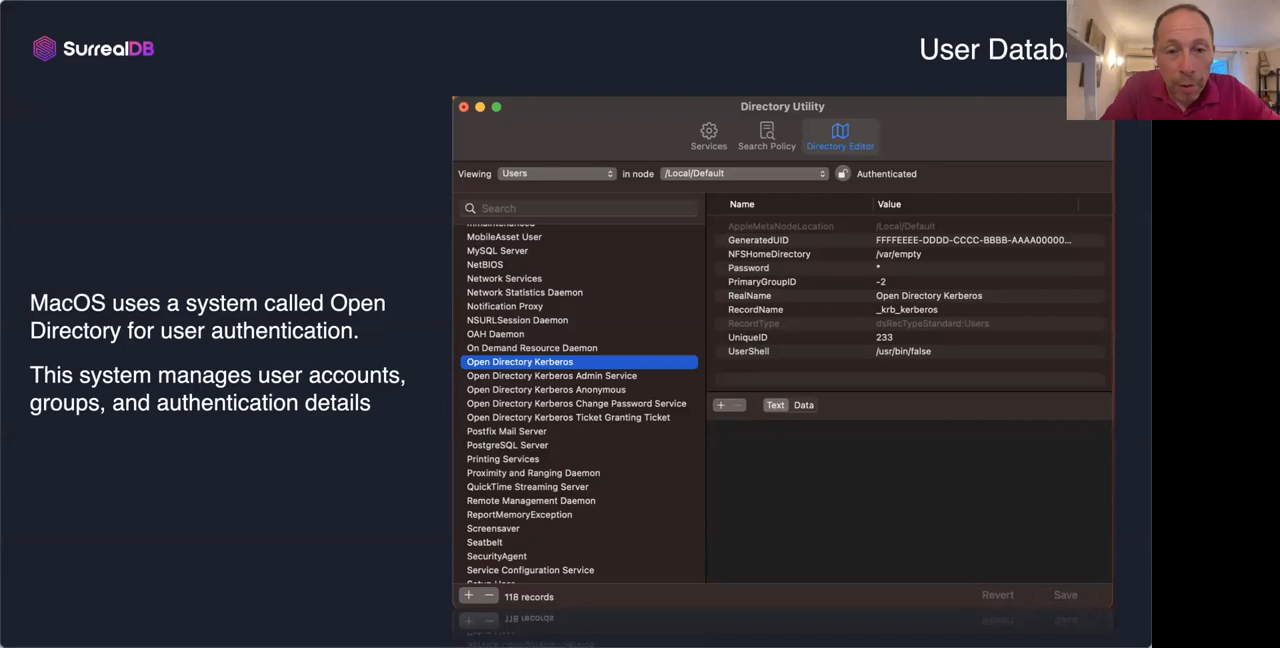 SurrealDB
User Datab
MacOS uses a system called Open
Directory for user authentication.
This system manages user accounts,
groups, and authentication details
Directory Utility
Services
Search Policy
Directory Editor
Viewing
Users
in node
/Local/Default
Authenticated
Search
MobileAsset User
MySQL Server
NetBIOS
Network Services
Network Statistics Daemon
Notification Proxy
NSURLSession Daemon
OAH Daemon
On Demand Resource Daemon
Open Directory Kerberos
Open Directory Kerberos Admin Service
Open Directory Kerberos Anonymous
Open Directory Kerberos Change Password Service
Open Directory Kerberos Ticket Granting Ticket
Postfix Mail Server
PostgreSQL Server
Printing Services
Proximity and Ranging Daemon
QuickTime Streaming Server
Remote Management Daemon
ReportMemoryException
Screensaver
Seatbelt
SecurityAgent
Service Configuration Service
Name Value
AppleMetaNodeLocation /Local/Default
GeneratedUID FFFFEEEE-DDDD-CCCC-BBBB-AAAA00000...
NFSHomeDirectory /var/empty
Password *
PrimaryGroupID -2
RealName Open Directory Kerberos
RecordName _krb_kerberos
RecordType dsRecTypeStandard:Users
UniqueID 233
UserShell /usr/bin/false
+ − Text Data
+ − 118 records
Revert
Save